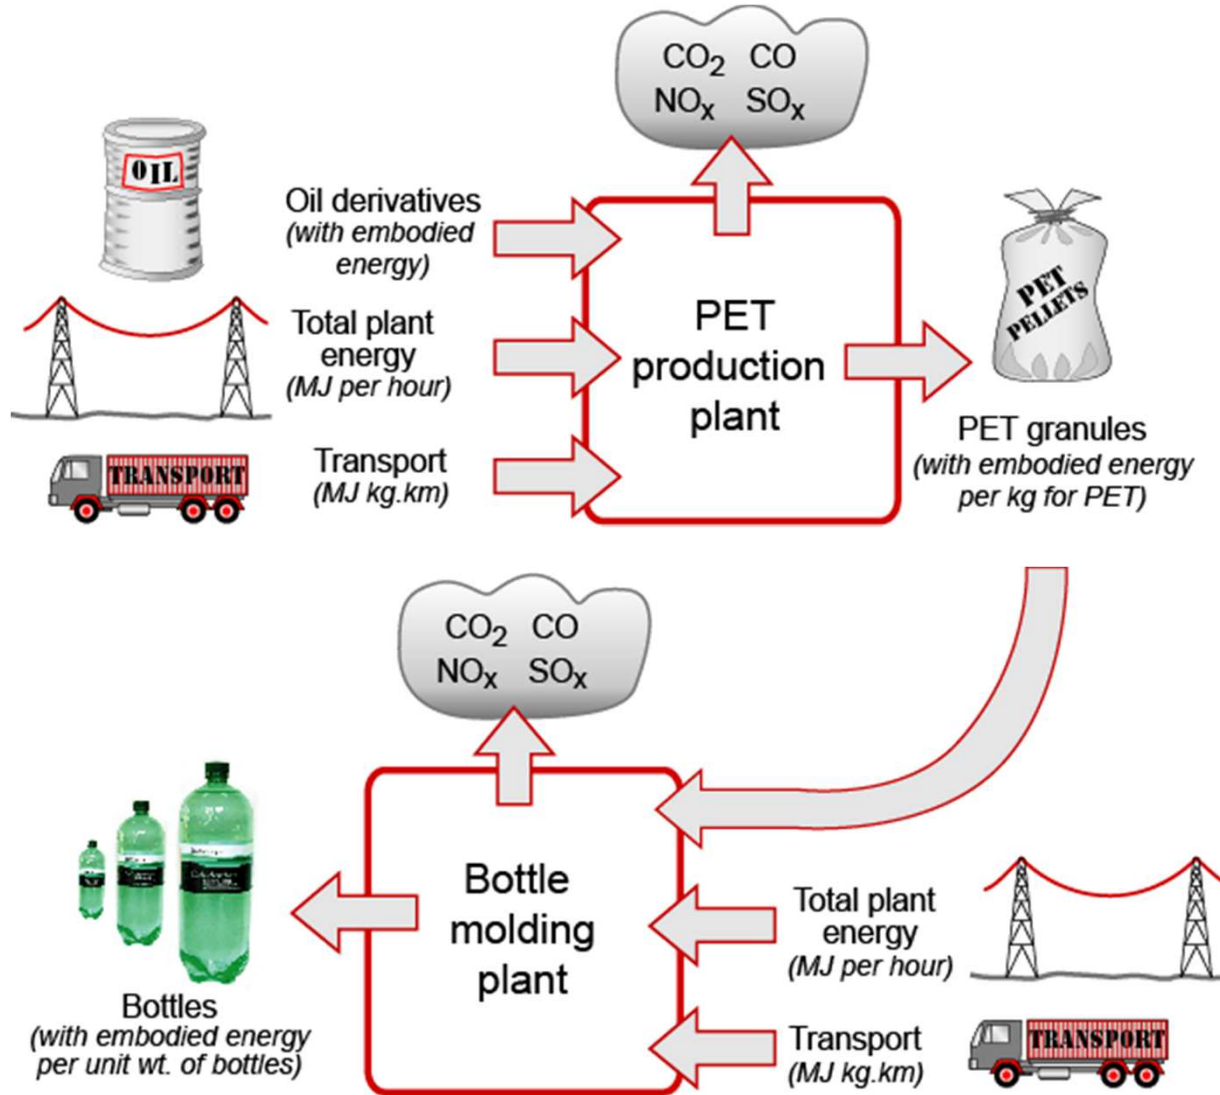 CO₂ CO
NOₓ SOₓ
OIL
Oil derivatives
(with embodied
energy)
Total plant
energy
(MJ per hour)
TRANSPORT
Transport
(MJ kg.km)
PET
production
plant
PET
PELLETS
PET granules
(with embodied energy
per kg for PET)
CO₂ CO
NOₓ SOₓ
Bottle
molding
plant
Bottles
(with embodied energy
per unit wt. of bottles)
Total plant
energy
(MJ per hour)
Transport
(MJ kg.km)
TRANSPORT